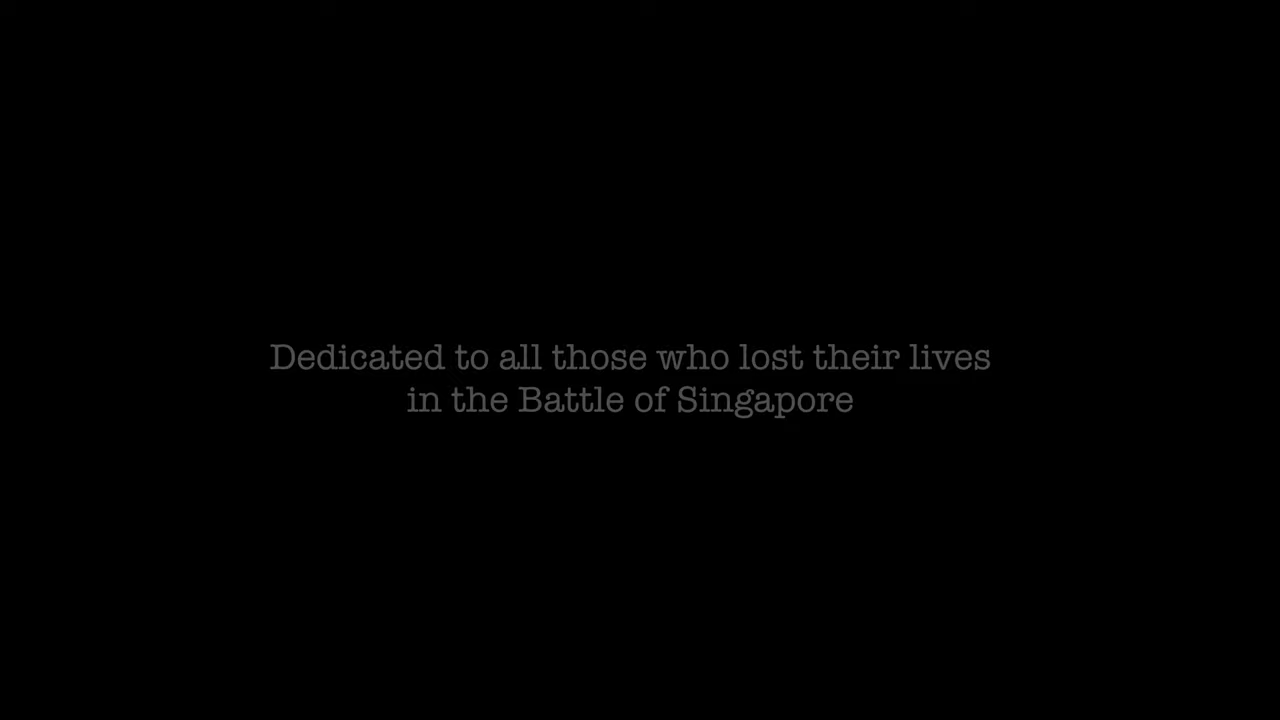 Dedicated to all those who lost their lives
in the Battle of Singapore